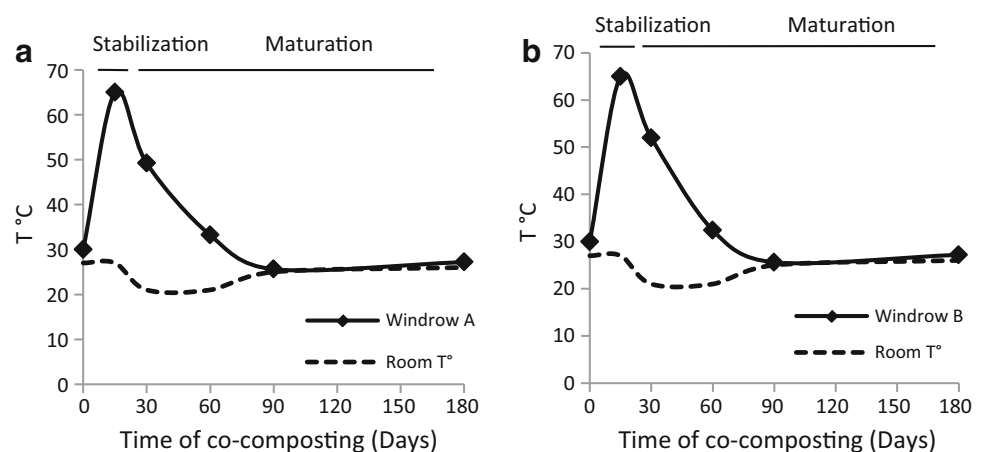 a
Stabilization Maturation
70
60
50
40
30
20
10
0
T °C
0 30 60 90 120 150 180
Time of co-composting (Days)
Windrow A
Room T°
b
Stabilization Maturation
70
60
50
40
30
20
10
0
T °C
0 30 60 90 120 150 180
Time of co-composting (Days)
Windrow B
Room T°